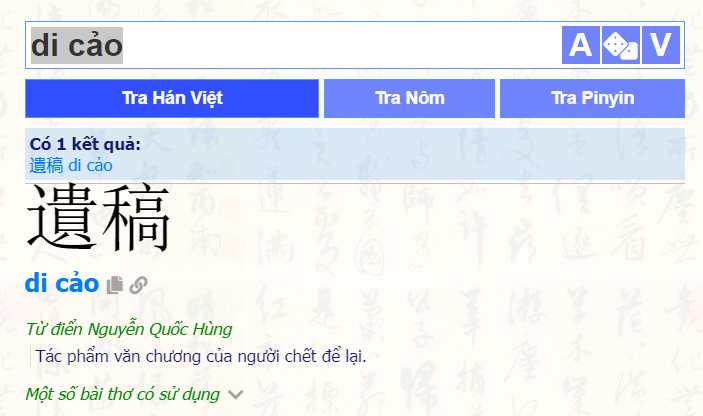 di cảo A V
Tra Hán Việt Tra Nôm Tra Pinyin
Có 1 kết quả:
遺稿 di cảo
遺稿
di cảo
Từ điển Nguyễn Quốc Hùng
Tác phẩm văn chương của người chết để lại.
Một số bài thơ có sử dụng